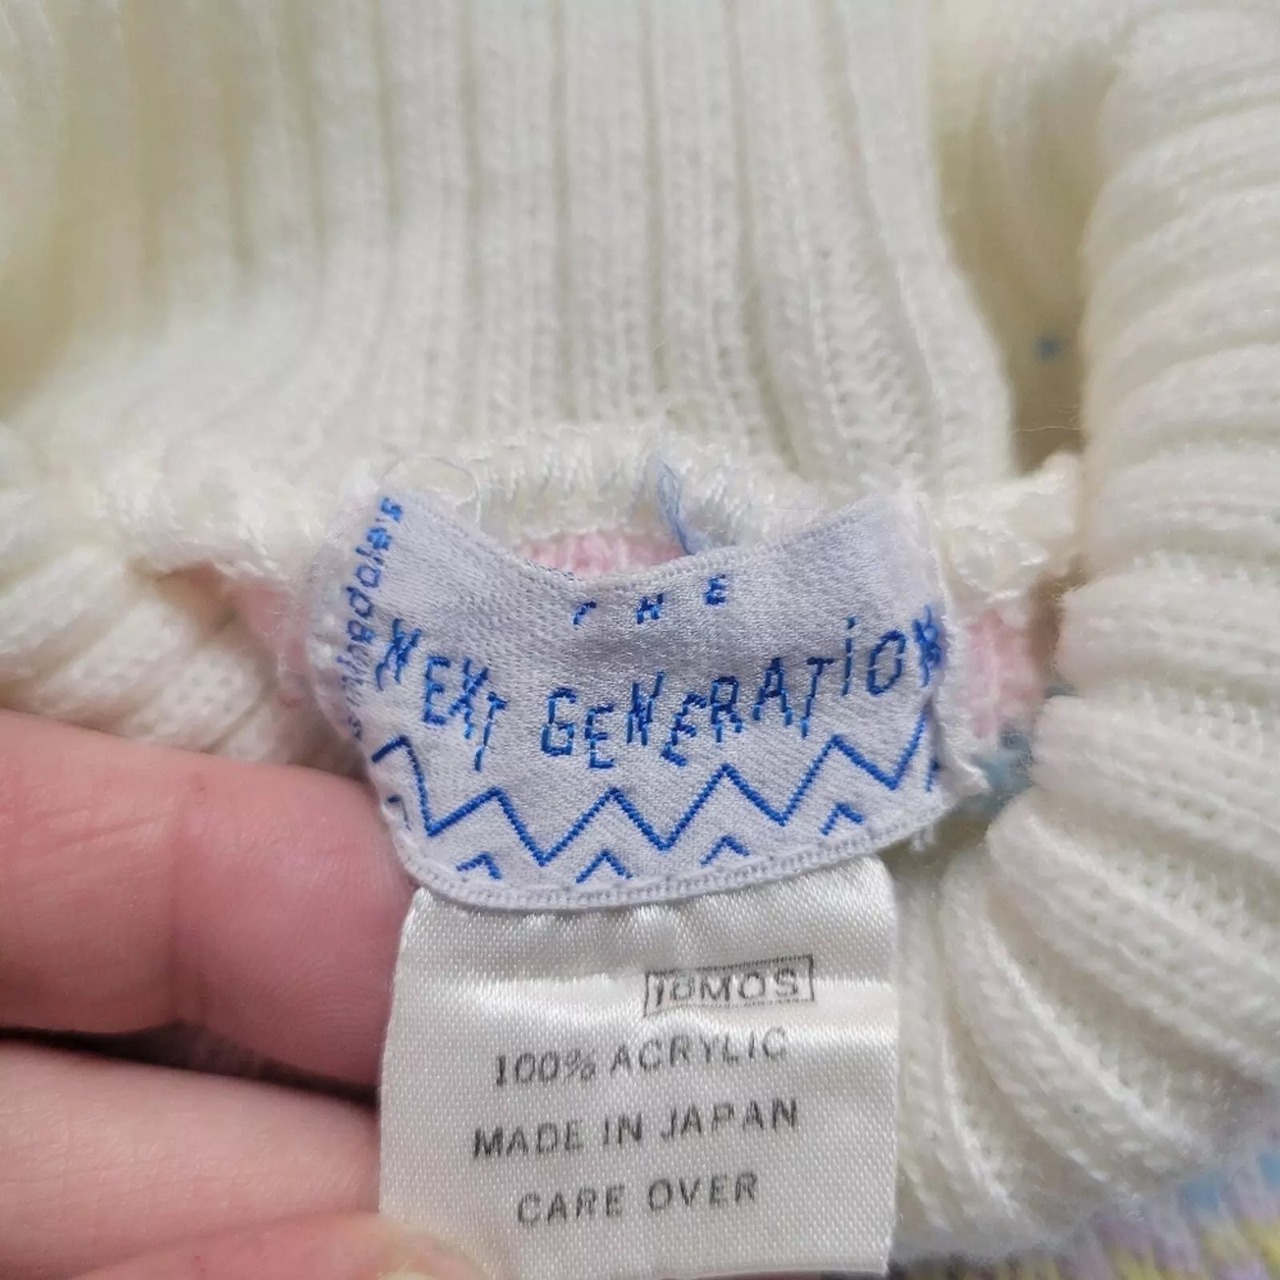 THE
NEXT GENERATION
18MOS
100% ACRYLIC
MADE IN JAPAN
CARE OVER